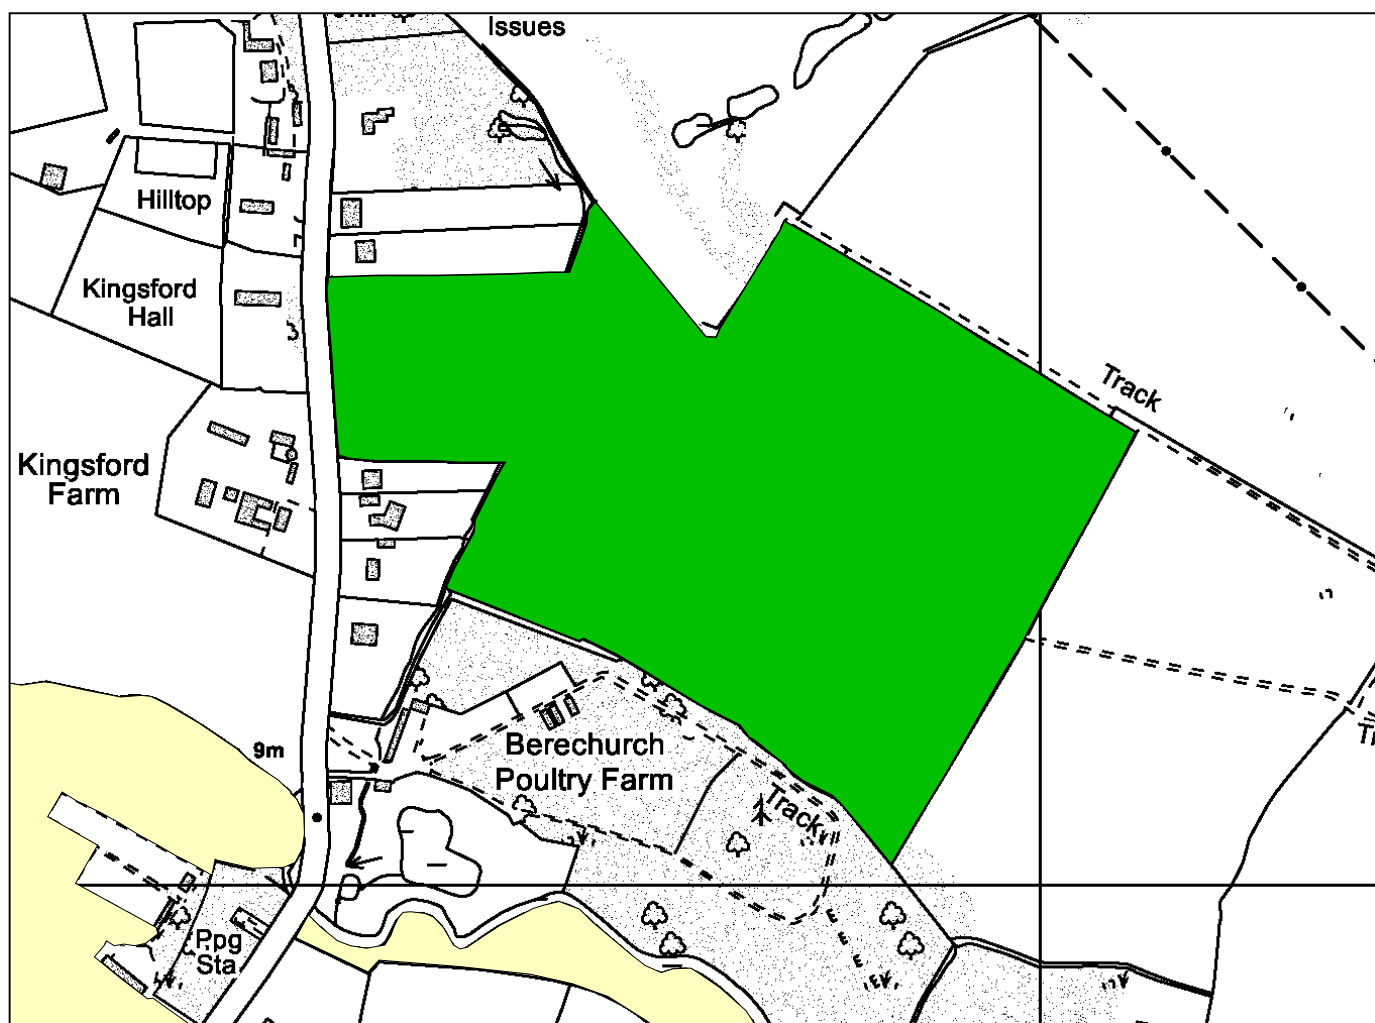 Issues
Hilltop
Kingsford
Hall
Track
Kingsford
Farm
9m
Berechurch
Poultry Farm
Track
Ppg
Sta